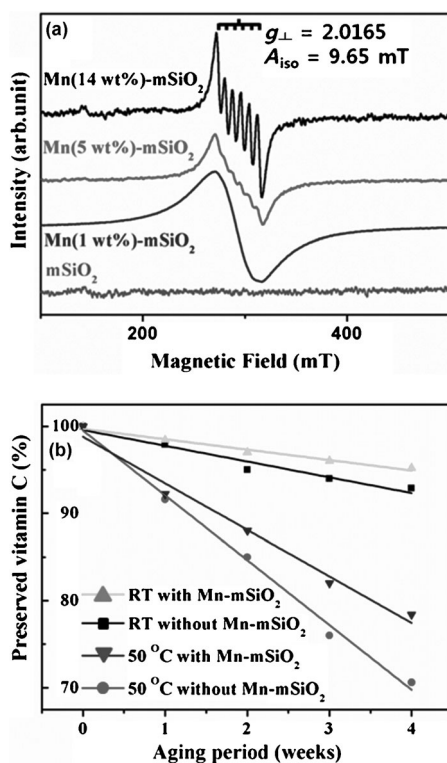 (a)
g⊥ = 2.0165
Aiso = 9.65 mT
Mn(14 wt%)-mSiO2
Mn(5 wt%)-mSiO2
Mn(1 wt%)-mSiO2
mSiO2
Intensity (arb.unit)
200 400
Magnetic Field (mT)
(b)
100
90
80
70
Preserved vitamin C (%)
RT with Mn-mSiO2
RT without Mn-mSiO2
50 °C with Mn-mSiO2
50 °C without Mn-mSiO2
0 1 2 3 4
Aging period (weeks)